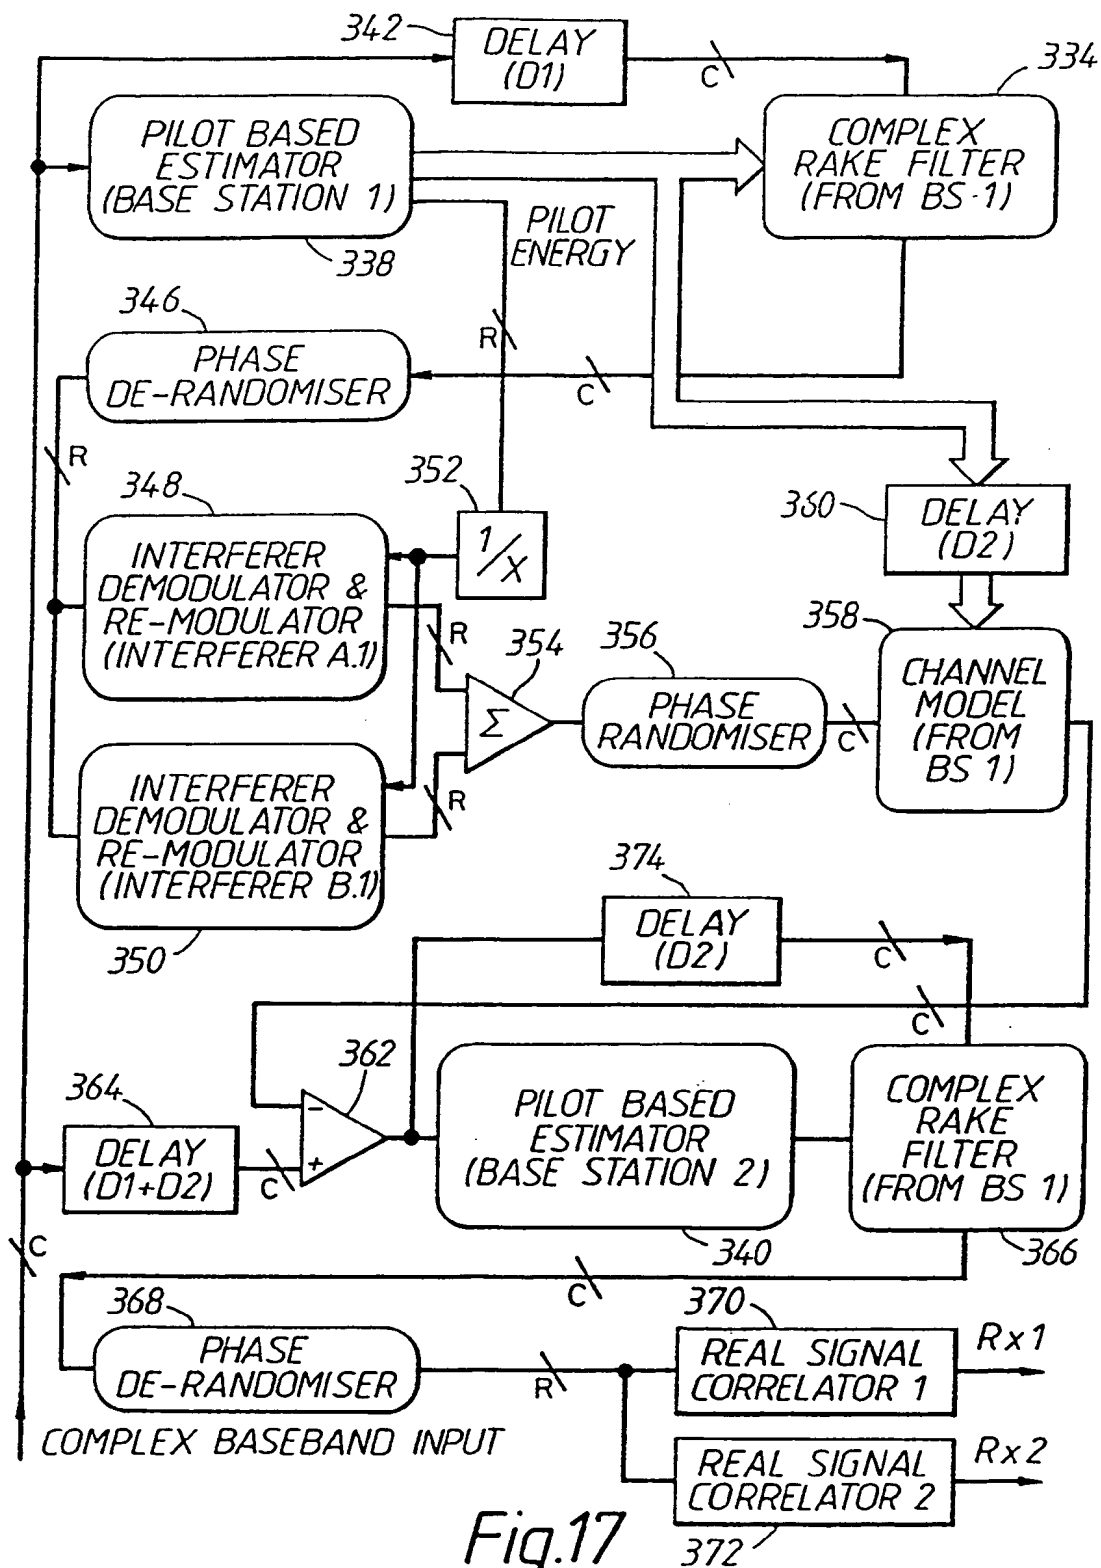 342
DELAY
(D1)
C
334
PILOT BASED
ESTIMATOR
(BASE STATION 1)
338
COMPLEX
RAKE FILTER
(FROM BS-1)
PILOT
ENERGY
R
346
PHASE
DE-RANDOMISER
C
R
348
INTERFERER
DEMODULATOR &
RE-MODULATOR
(INTERFERER A.1)
352
1/X
360
DELAY
(D2)
R
354
Σ
356
PHASE
RANDOMISER
C
358
CHANNEL
MODEL
(FROM
BS 1)
INTERFERER
DEMODULATOR &
RE-MODULATOR
(INTERFERER B.1)
350
R
374
DELAY
(D2)
C
C
362
-
+
364
DELAY
(D1+D2)
C
PILOT BASED
ESTIMATOR
(BASE STATION 2)
340
COMPLEX
RAKE
FILTER
(FROM BS 1)
366
C
C
368
PHASE
DE-RANDOMISER
R
370
REAL SIGNAL
CORRELATOR 1
Rx1
COMPLEX BASEBAND INPUT
REAL SIGNAL
CORRELATOR 2
Rx2
372
Fig.17